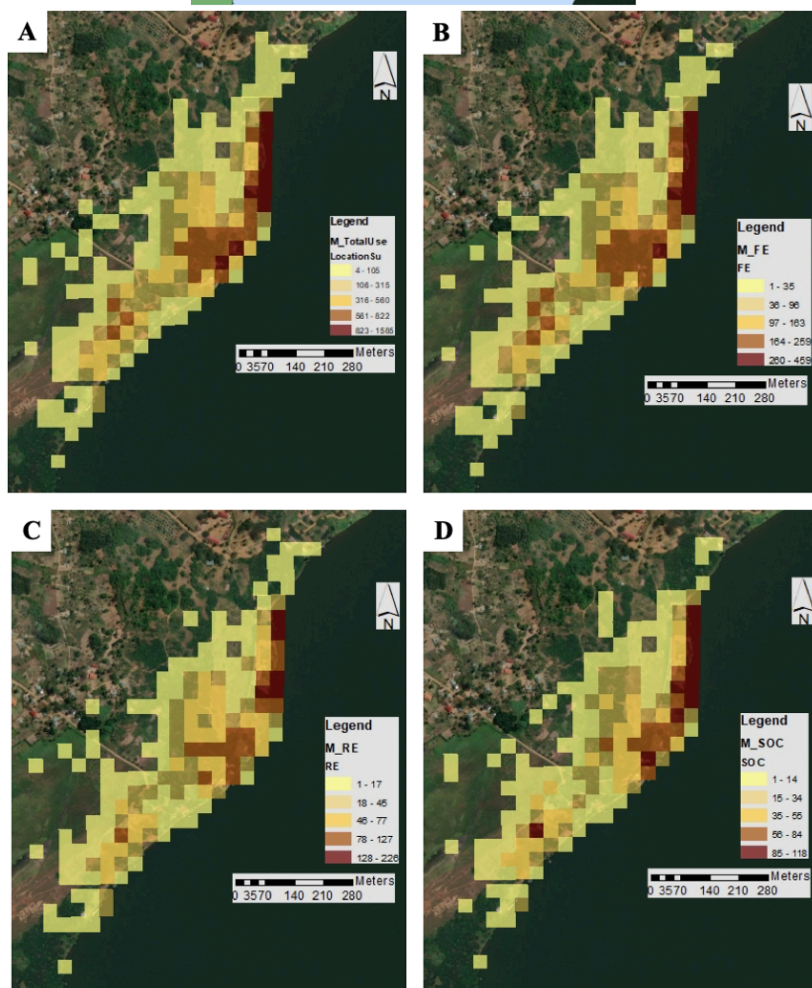 A
N
Legend
M_TotalUse
LocationSu
4 - 105
106 - 315
316 - 560
561 - 822
823 - 1585
Meters
0 3570 140 210 280
B
N
Legend
M_FE
FE
1 - 35
36 - 96
97 - 163
164 - 259
260 - 459
Meters
0 3570 140 210 280
C
N
Legend
M_RE
RE
1 - 17
18 - 45
46 - 77
78 - 127
128 - 226
Meters
0 3570 140 210 280
D
N
Legend
M_SOC
SOC
1 - 14
15 - 34
35 - 55
56 - 84
85 - 118
Meters
0 3570 140 210 280